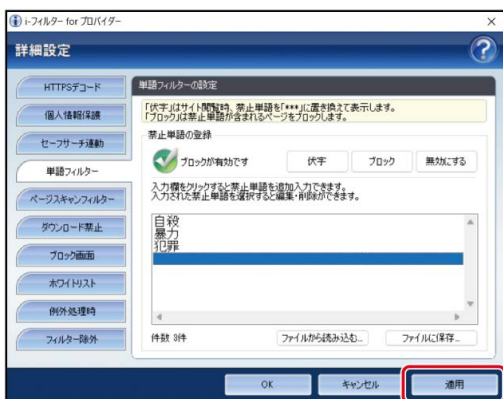 i-フィルター for プロバイダー
詳細設定
HTTPSデコード
個人情報保護
セーフサーチ連動
単語フィルター
ページスキャンフィルター
ダウンロード禁止
ブロック画面
ホワイトリスト
例外処理時
フィルター除外
単語フィルターの設定
「伏字」はサイト閲覧時、禁止単語を「***」に置き換えて表示します。
「ブロック」は禁止単語が含まれるページをブロックします。
禁止単語の登録
ブロックが有効です
伏字
ブロック
無効にする
入力欄をクリックすると禁止単語を追加入力できます。
入力された禁止単語を選択すると編集・削除ができます。
自殺
暴力
犯罪
件数 3件
ファイルから読み込む...
ファイルに保存...
OK
キャンセル
適用